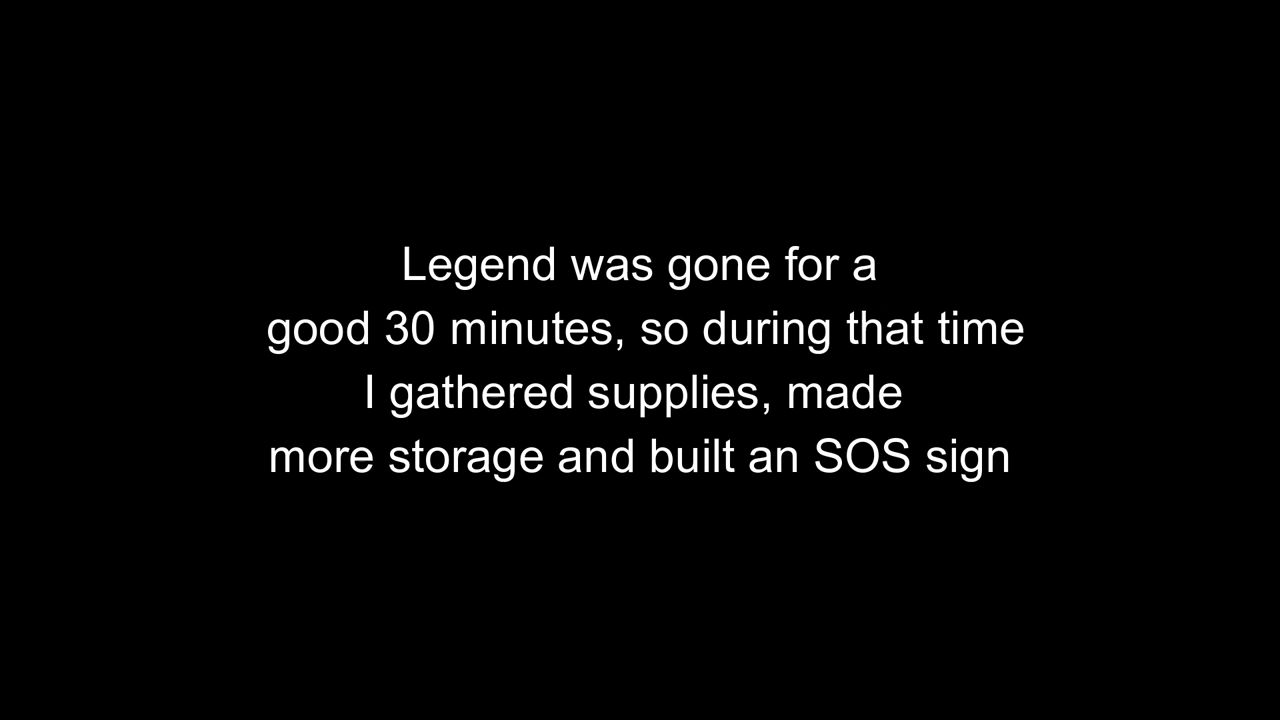 Legend was gone for a
good 30 minutes, so during that time
I gathered supplies, made
more storage and built an SOS sign